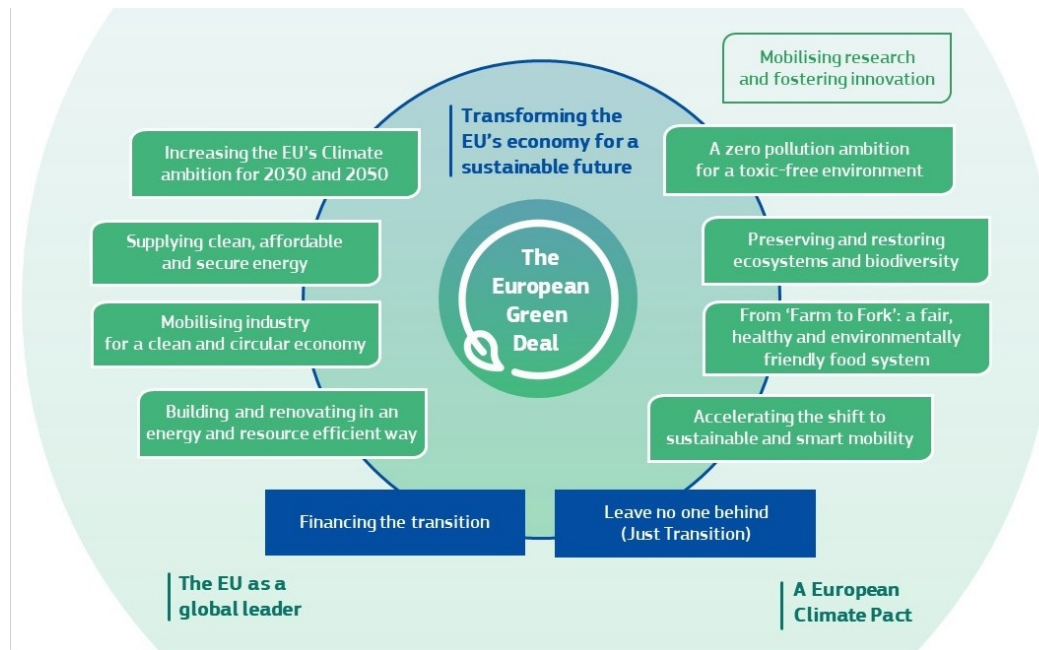 Mobilising research
and fostering innovation
Transforming the
EU's economy for a
sustainable future
Increasing the EU's Climate
ambition for 2030 and 2050
A zero pollution ambition
for a toxic-free environment
Supplying clean, affordable
and secure energy
Preserving and restoring
ecosystems and biodiversity
The
European
Green
Deal
Mobilising industry
for a clean and circular economy
From ‘Farm to Fork’: a fair,
healthy and environmentally
friendly food system
Building and renovating in an
energy and resource efficient way
Accelerating the shift to
sustainable and smart mobility
Financing the transition
Leave no one behind
(Just Transition)
The EU as a
global leader
A European
Climate Pact